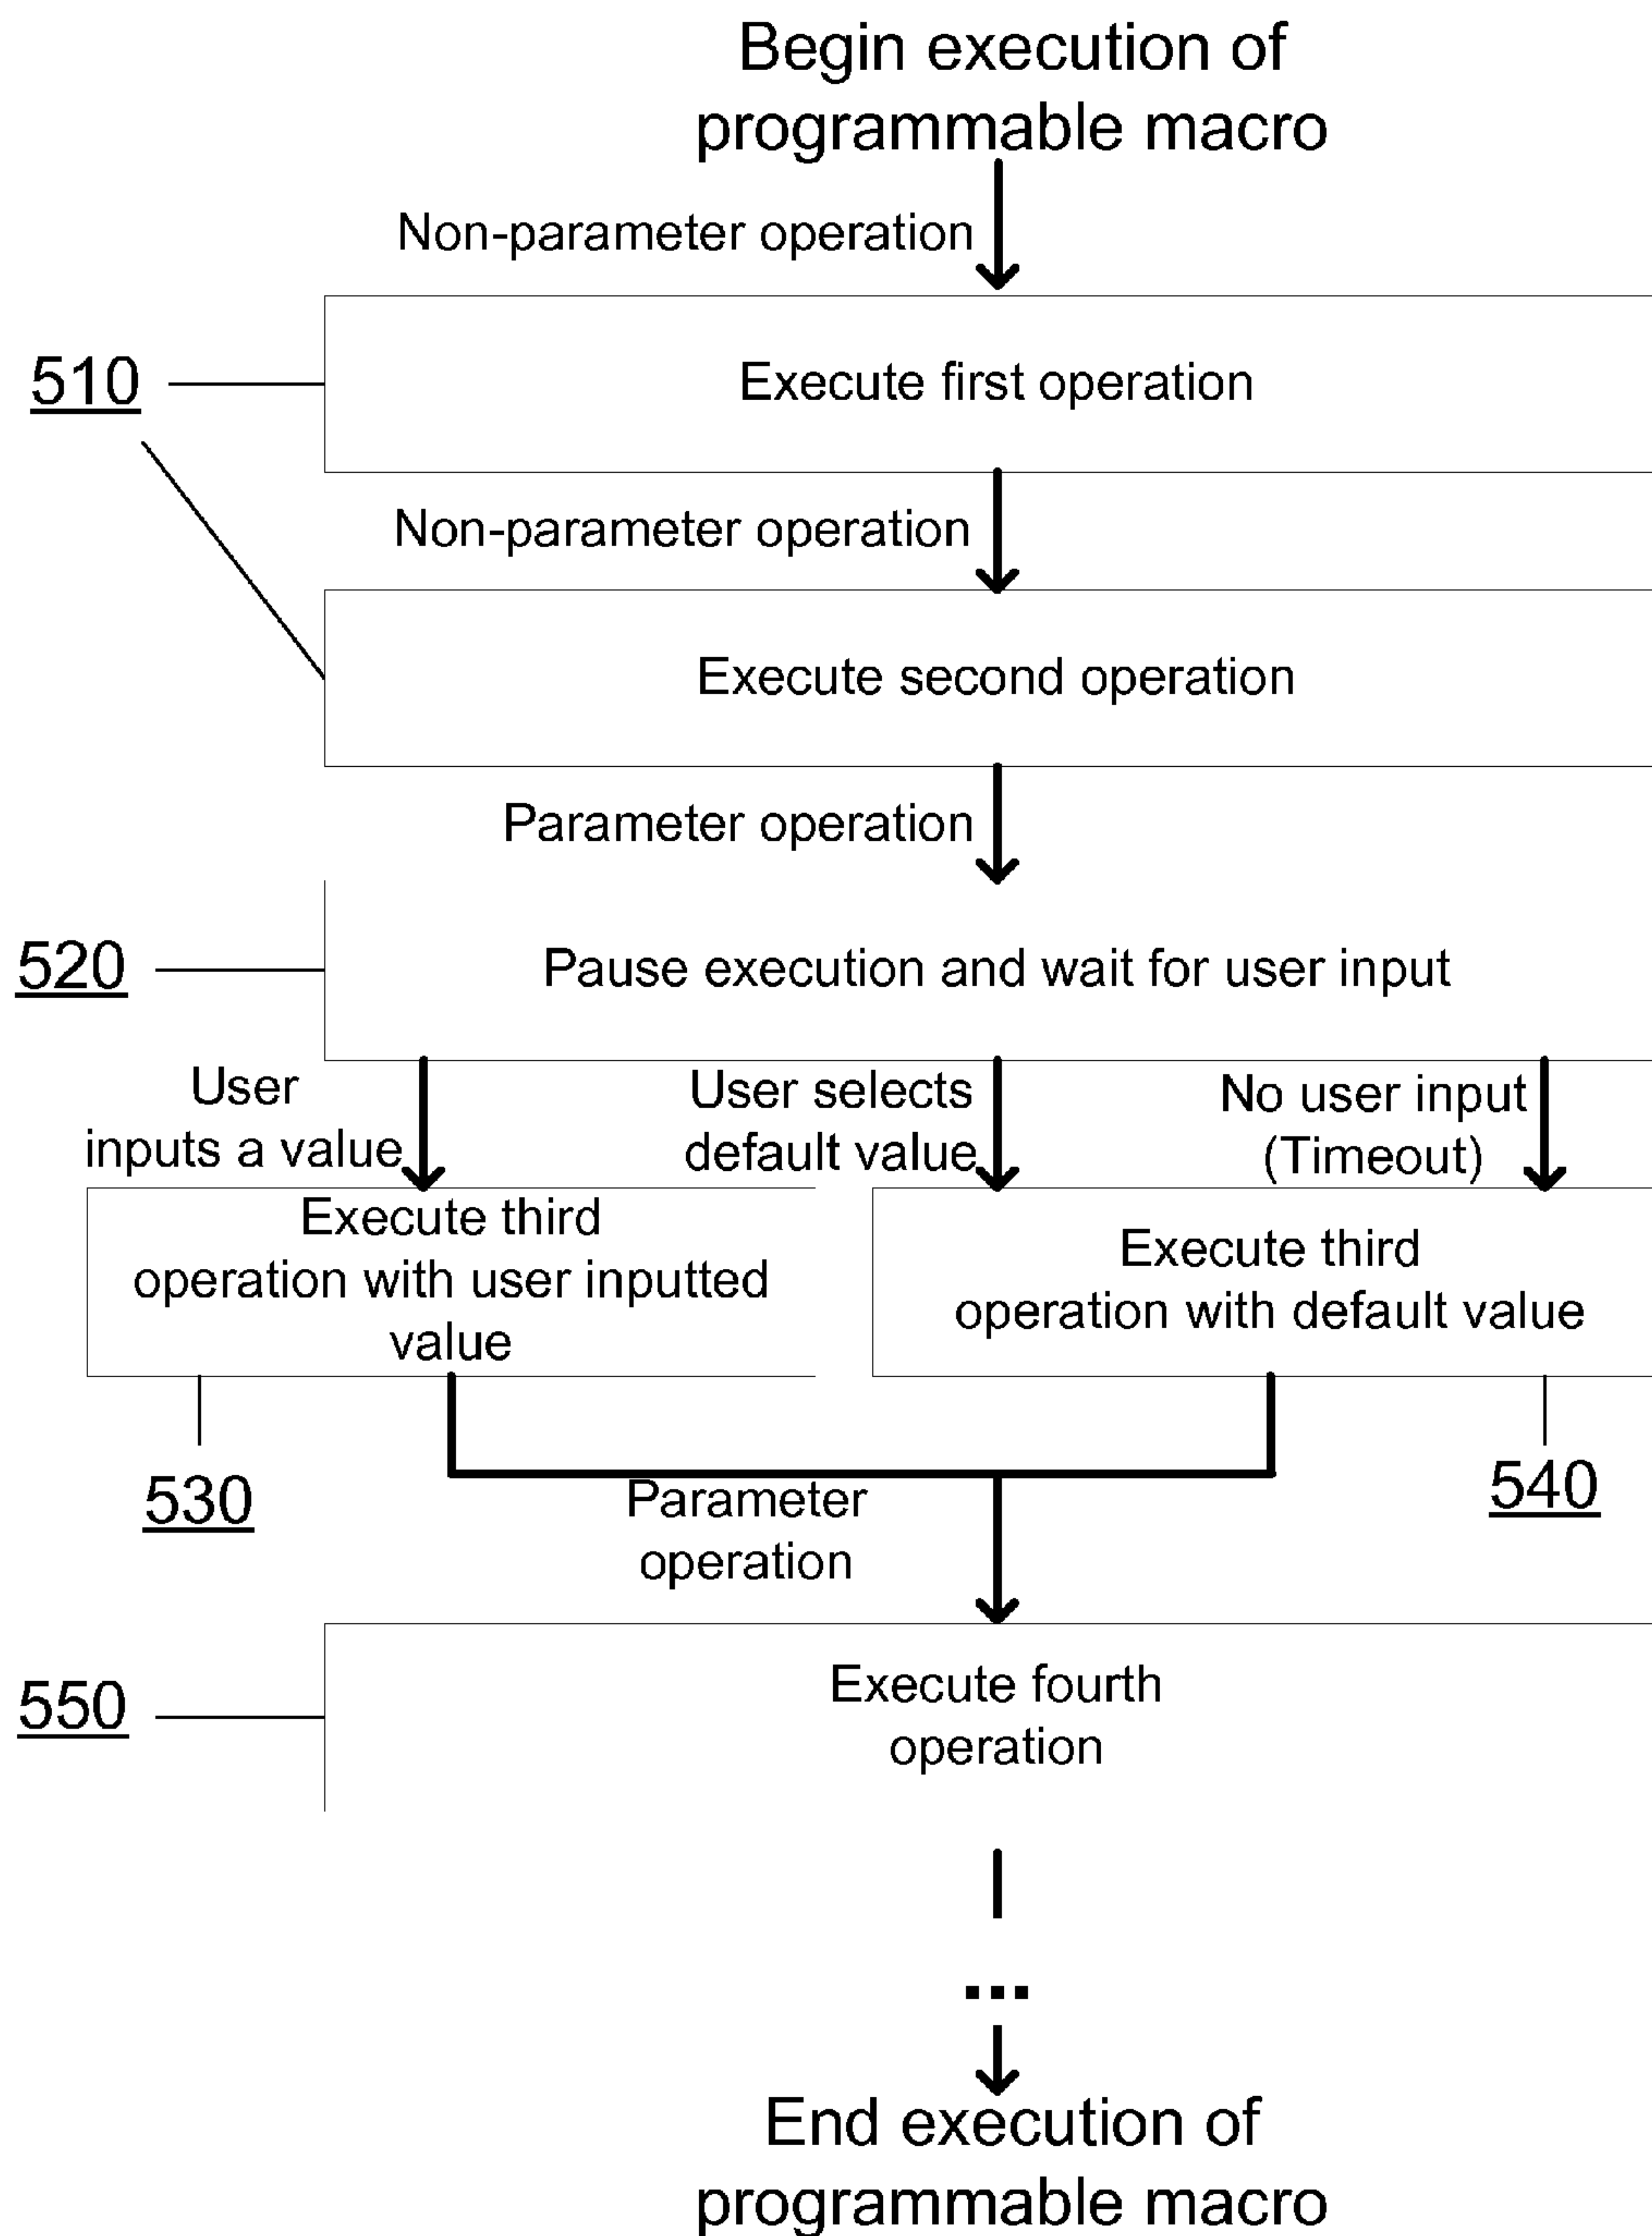 Begin execution of
programmable macro
Non-parameter operation
510
Execute first operation
Non-parameter operation
Execute second operation
Parameter operation
520
Pause execution and wait for user input
User
inputs a value
User selects
default value
No user input
(Timeout)
Execute third
operation with user inputted
value
Execute third
operation with default value
530
540
Parameter
operation
550
Execute fourth
operation
...
End execution of
programmable macro